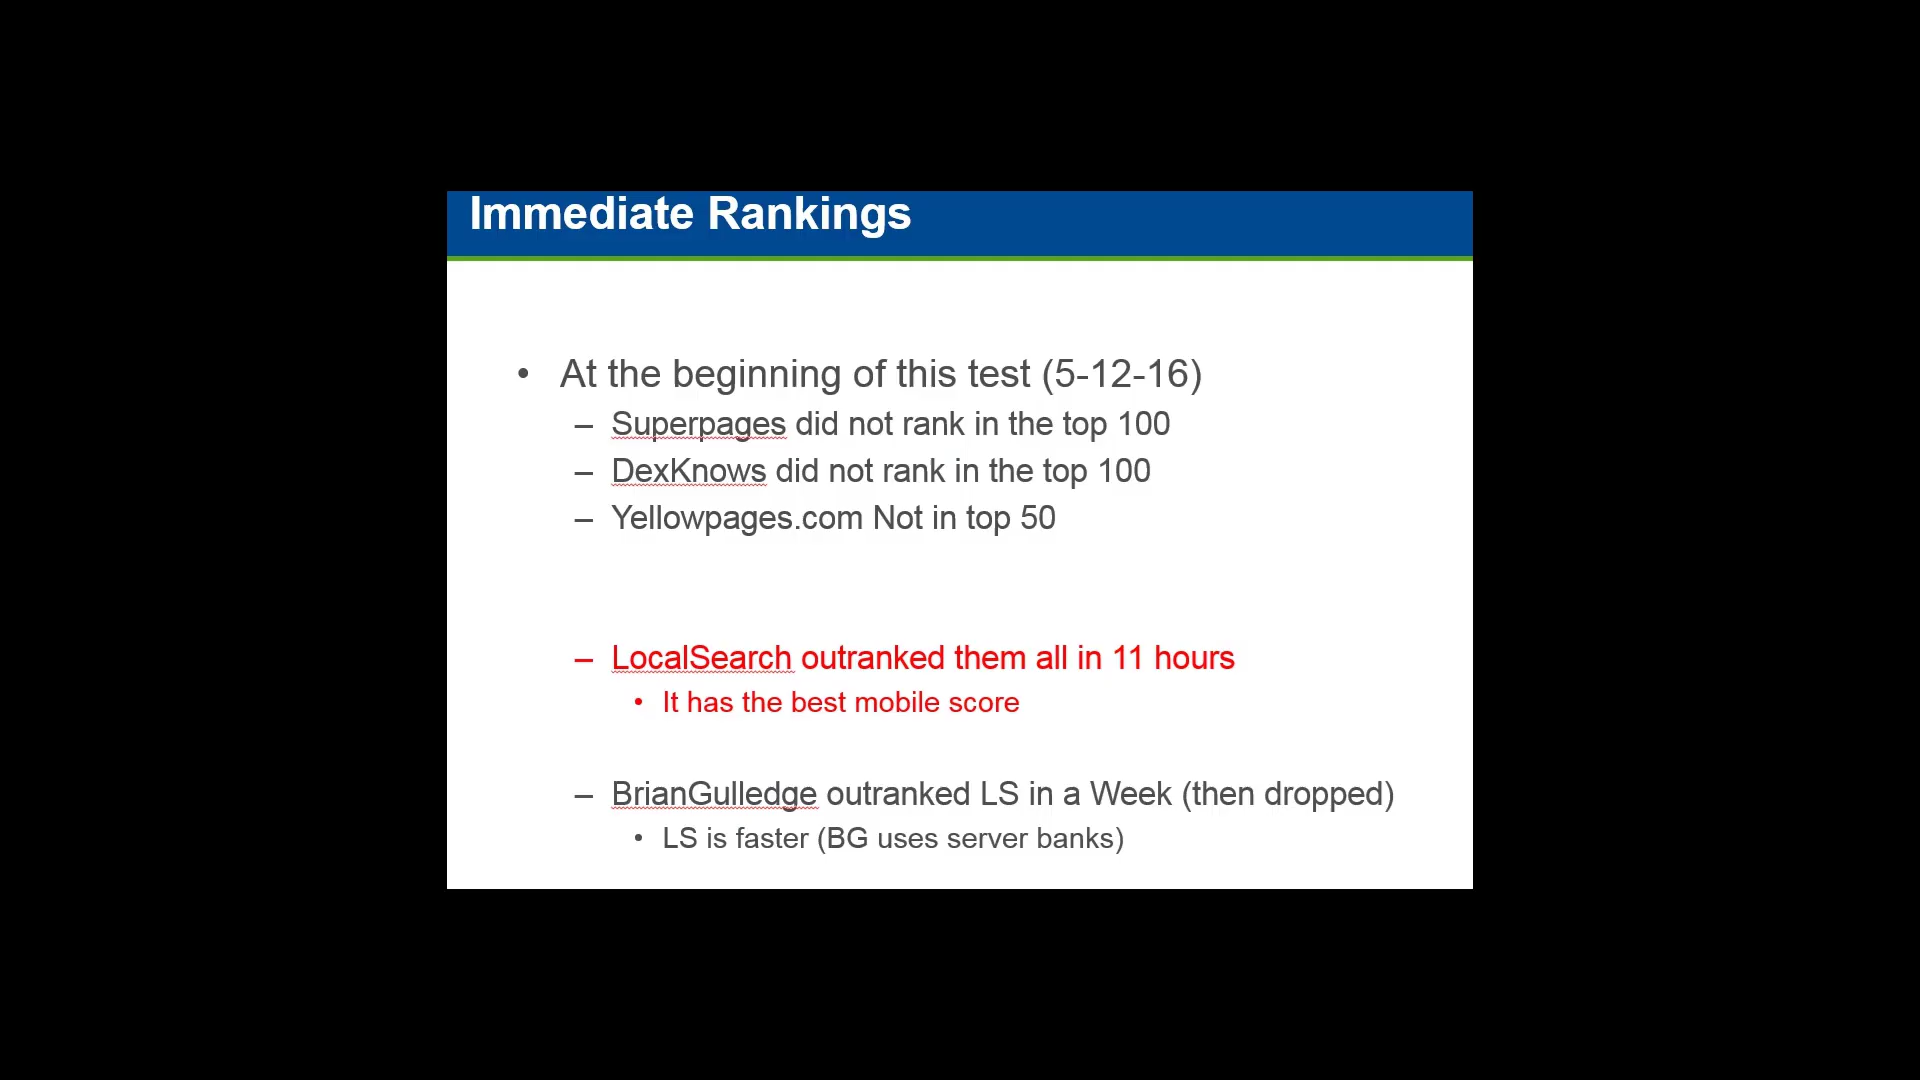 Immediate Rankings
• At the beginning of this test (5-12-16)
– Superpages did not rank in the top 100
– DexKnows did not rank in the top 100
– Yellowpages.com Not in top 50
– LocalSearch outranked them all in 11 hours
• It has the best mobile score
– BrianGulledge outranked LS in a Week (then dropped)
• LS is faster (BG uses server banks)